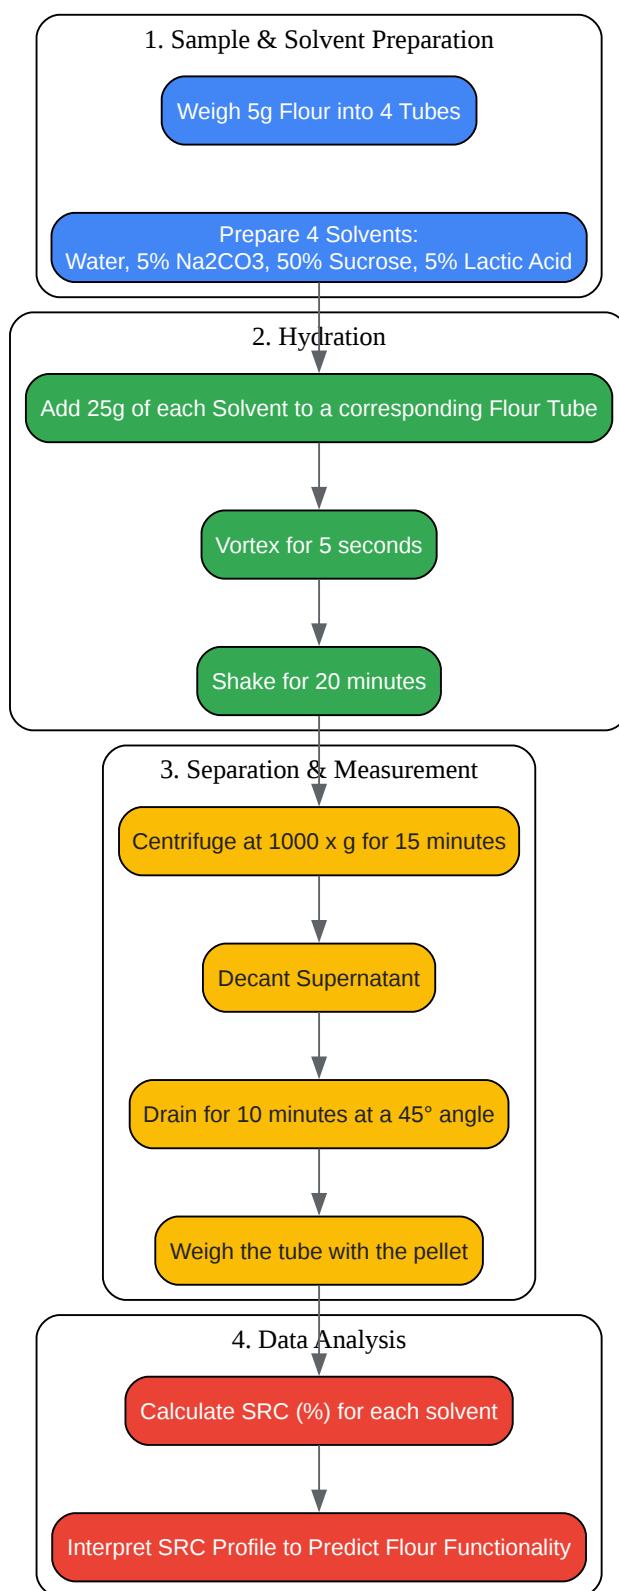 1. Sample & Solvent Preparation
Weigh 5g Flour into 4 Tubes
Prepare 4 Solvents:
Water, 5% Na2CO3, 50% Sucrose, 5% Lactic Acid
2. Hydration
Add 25g of each Solvent to a corresponding Flour Tube
Vortex for 5 seconds
Shake for 20 minutes
3. Separation & Measurement
Centrifuge at 1000 x g for 15 minutes
Decant Supernatant
Drain for 10 minutes at a 45° angle
Weigh the tube with the pellet
4. Data Analysis
Calculate SRC (%) for each solvent
Interpret SRC Profile to Predict Flour Functionality